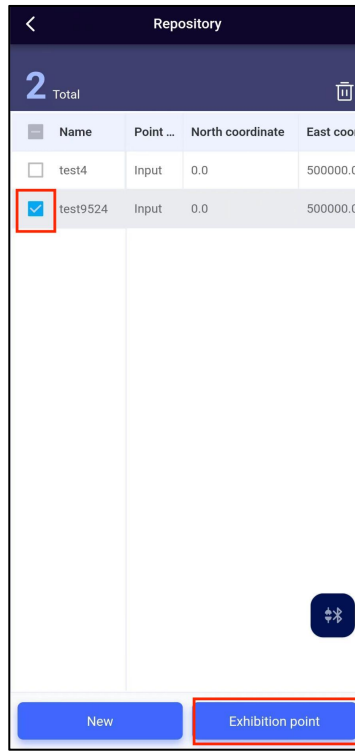 Repository
2 Total
Name Point ... North coordinate East coor
test4 Input 0.0 500000.0
test9524 Input 0.0 500000.0
New Exhibition point